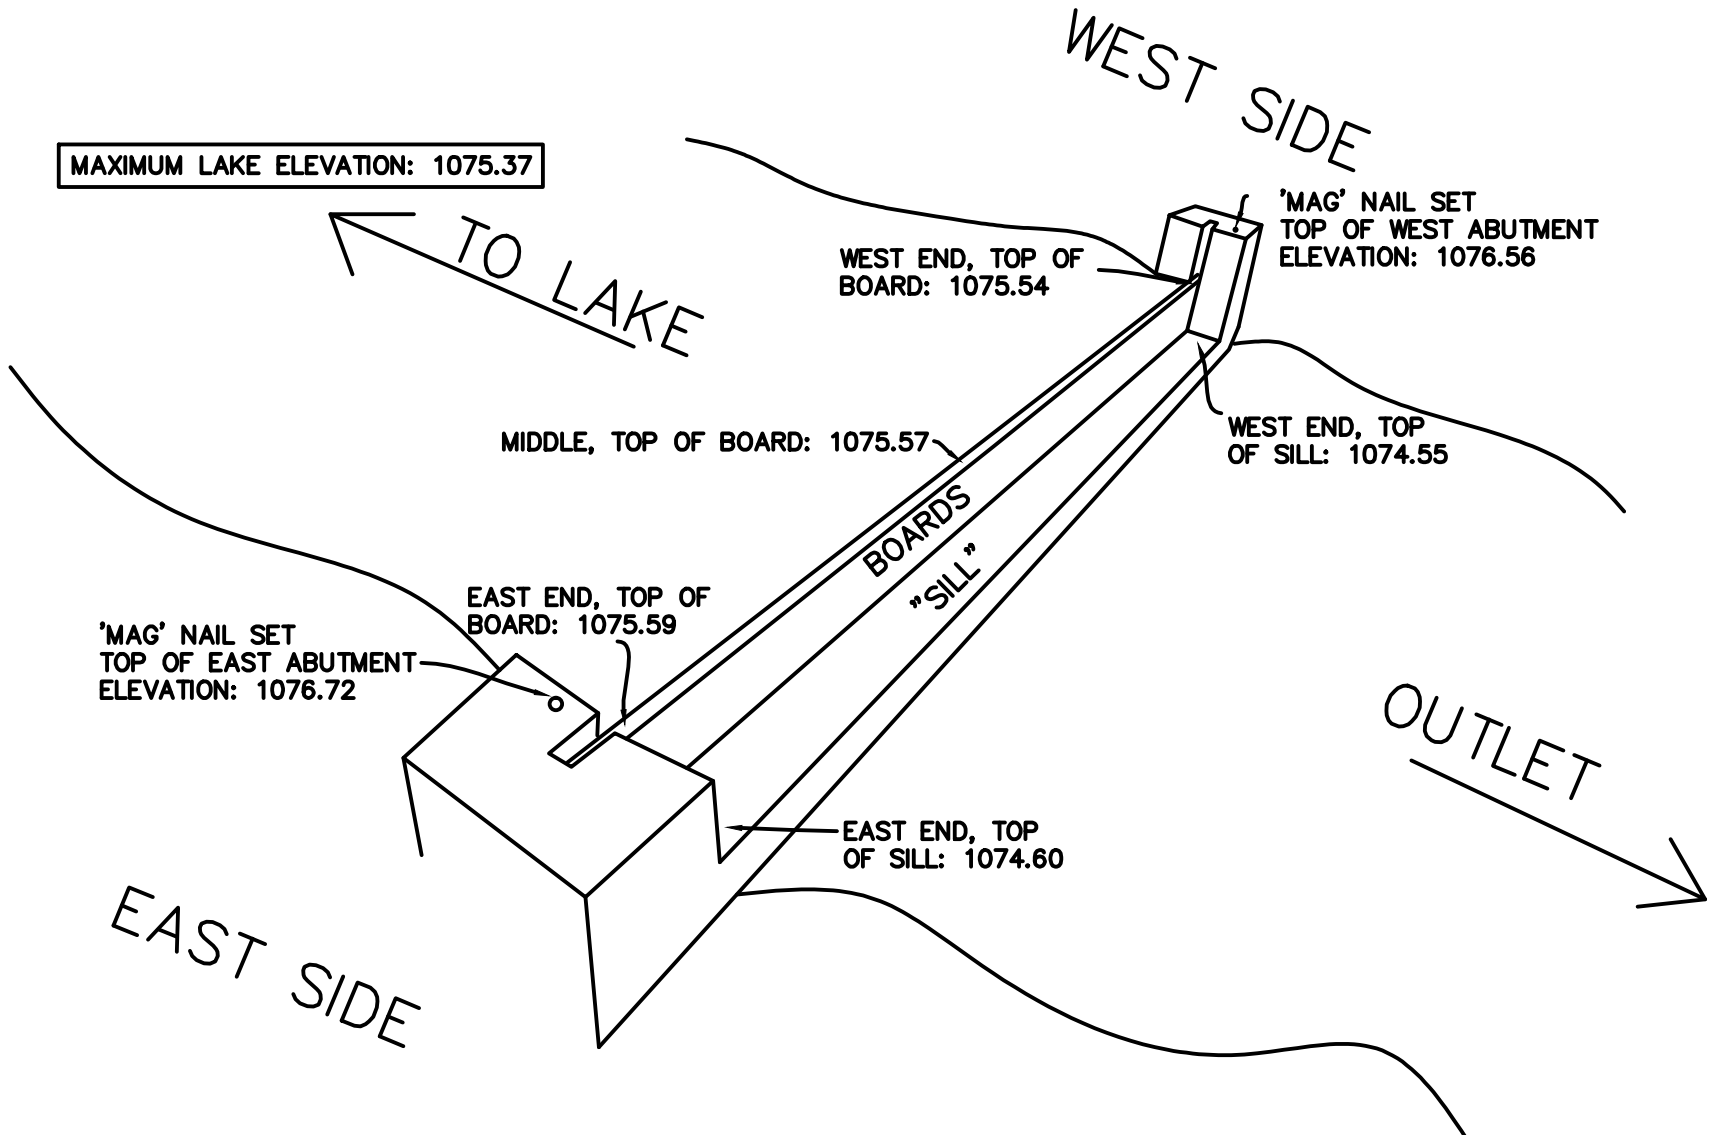 WEST SIDE
MAXIMUM LAKE ELEVATION: 1075.37
'MAG' NAIL SET
TOP OF WEST ABUTMENT
ELEVATION: 1076.56
TO LAKE
WEST END, TOP OF
BOARD: 1075.54
WEST END, TOP
OF SILL: 1074.55
MIDDLE, TOP OF BOARD: 1075.57
BOARDS
"SILL"
EAST END, TOP OF
BOARD: 1075.59
'MAG' NAIL SET
TOP OF EAST ABUTMENT
ELEVATION: 1076.72
OUTLET
EAST END, TOP
OF SILL: 1074.60
EAST SIDE